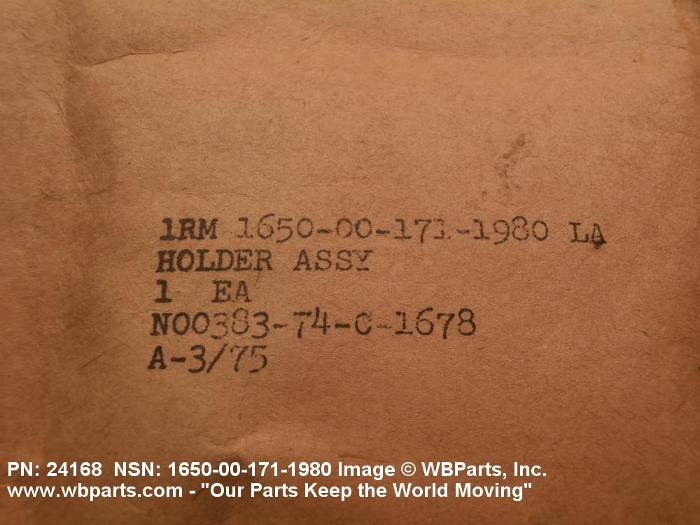 1RM 1650-00-171-1980 LA
HOLDER ASSY
1 EA
N00383-74-C-1678
A-3/75
PN: 24168 NSN: 1650-00-171-1980 Image © WBParts, Inc.
www.wbparts.com - "Our Parts Keep the World Moving"